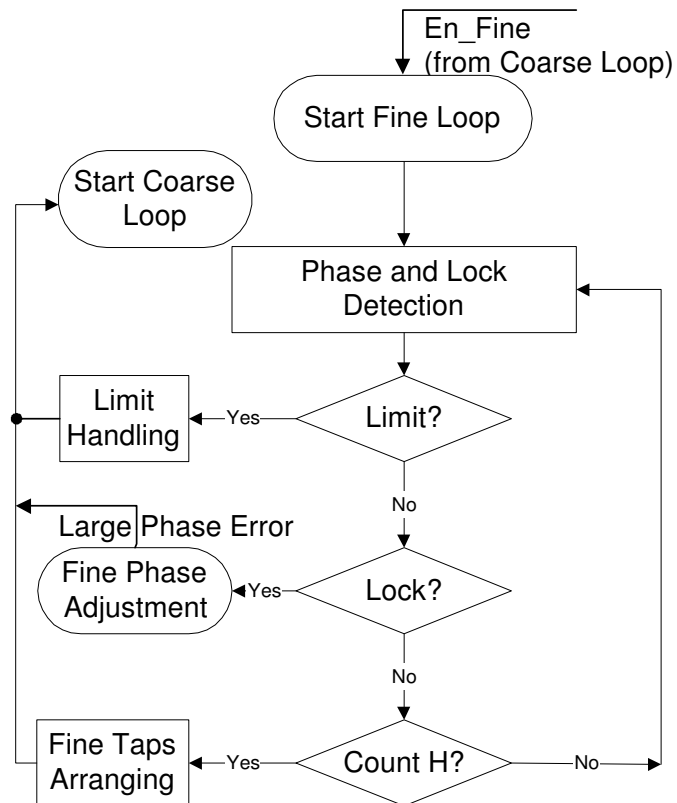 En_Fine
(from Coarse Loop)
Start Fine Loop
Start Coarse
Loop
Phase and Lock
Detection
Limit
Handling
Yes
Limit?
No
Large Phase Error
Fine Phase
Adjustment
Yes
Lock?
No
Fine Taps
Arranging
Yes
Count H?
No